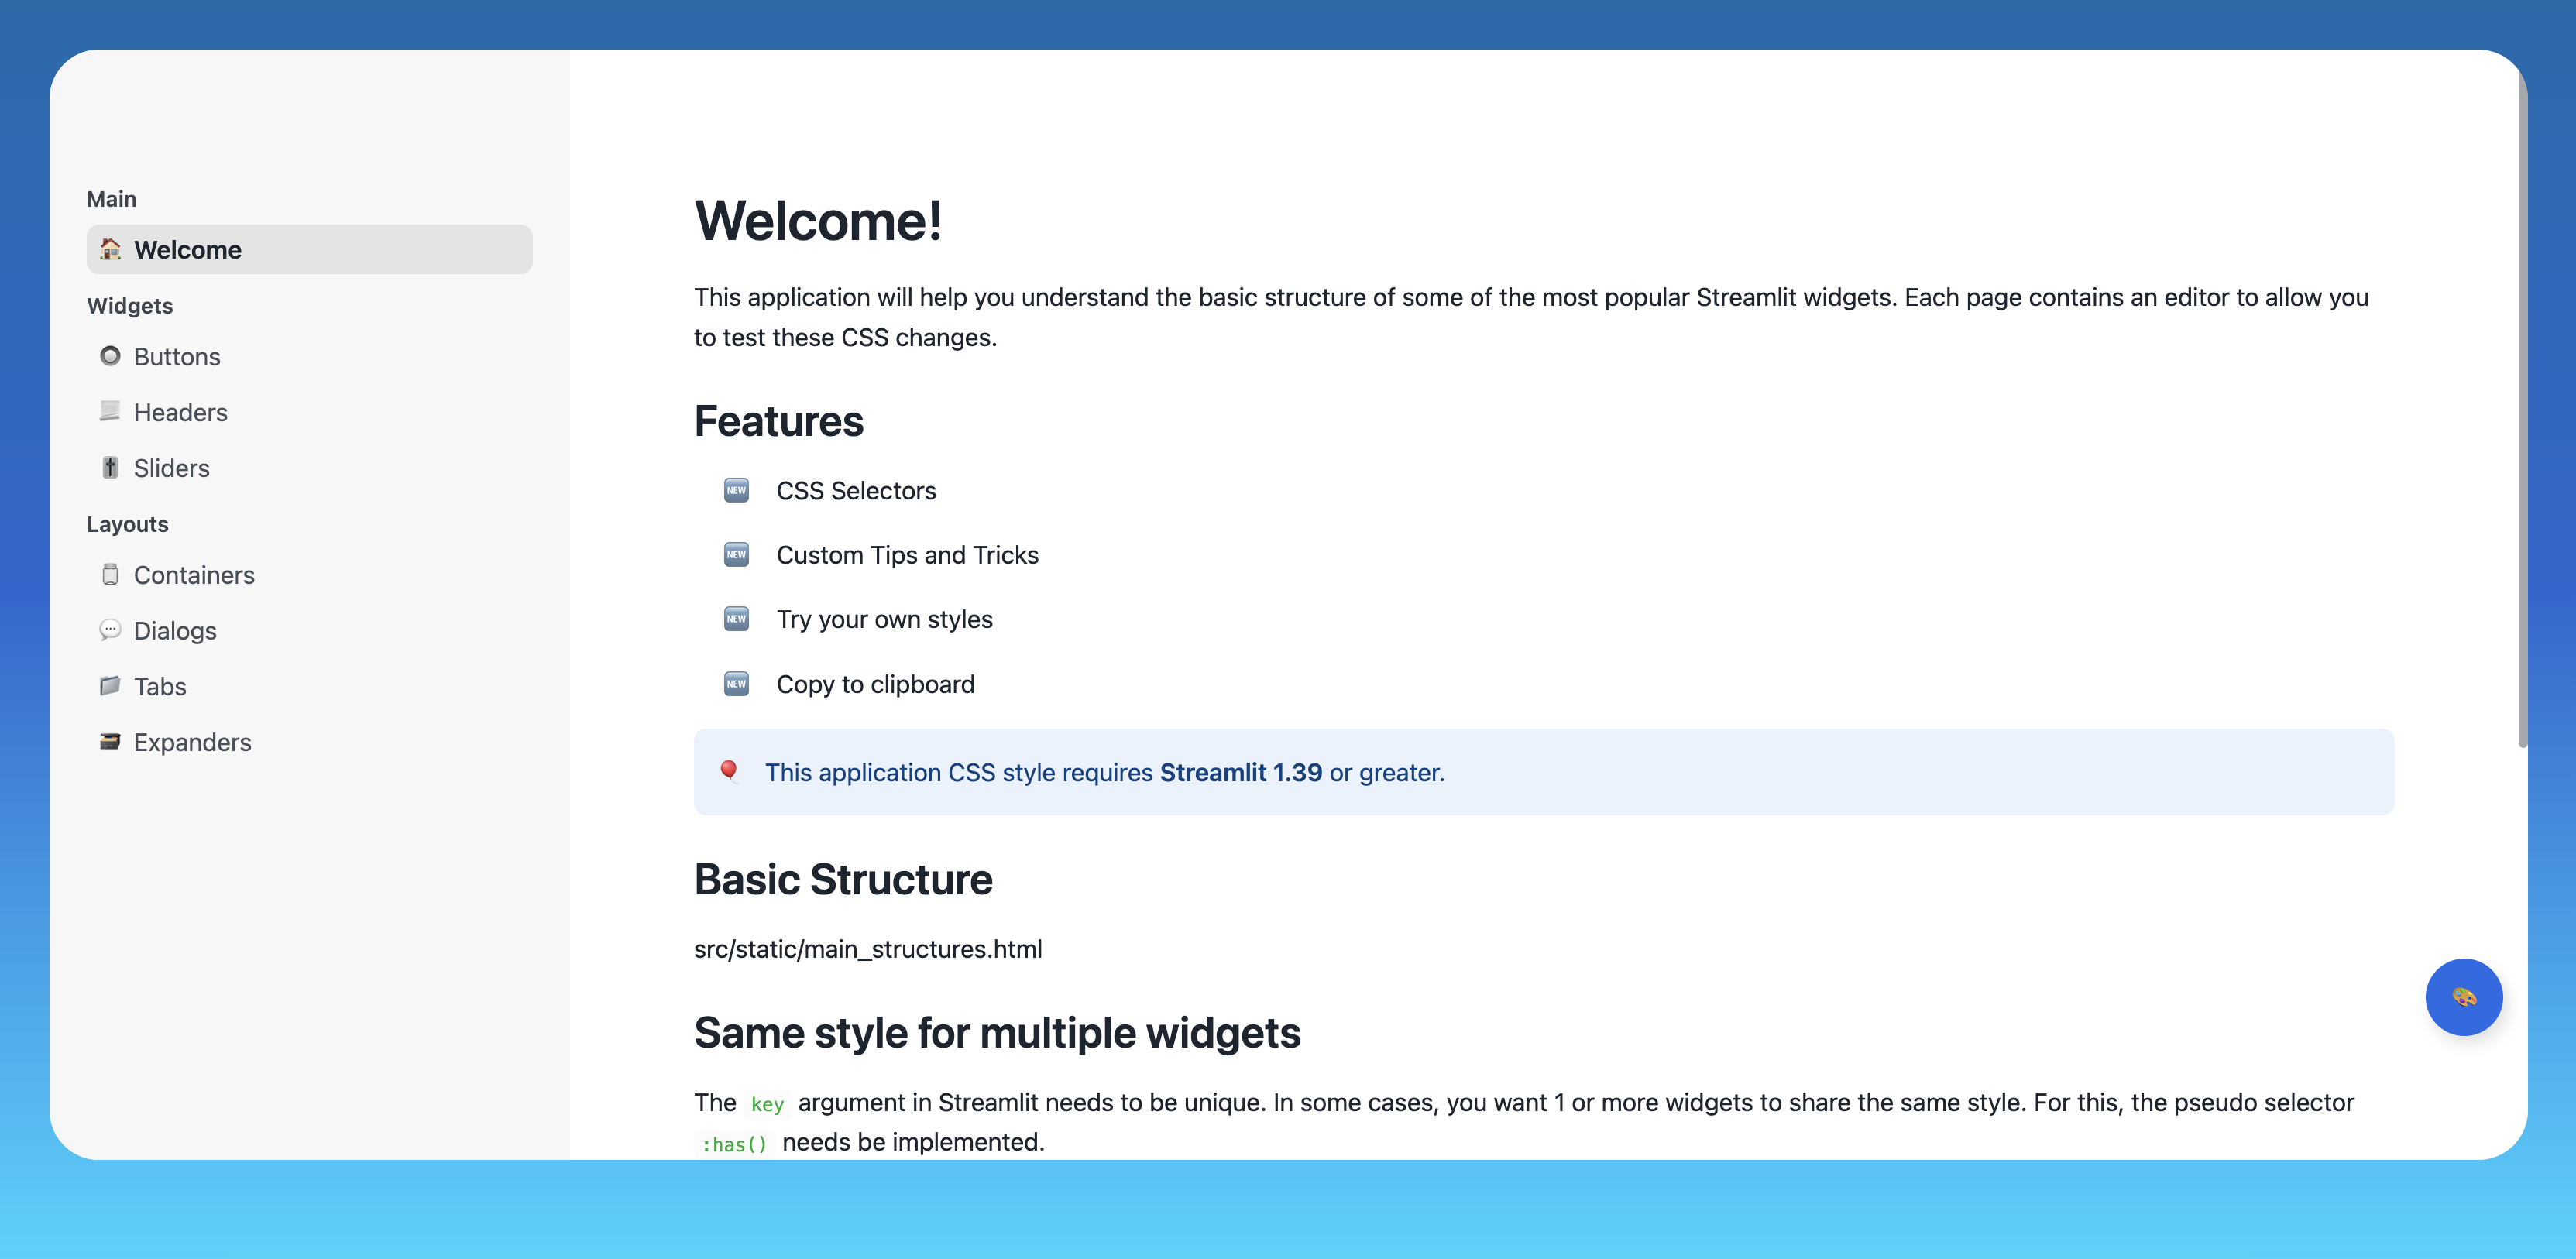 Main
Welcome
Widgets
Buttons
Headers
Sliders
Layouts
Containers
Dialogs
Tabs
Expanders
Welcome!
This application will help you understand the basic structure of some of the most popular Streamlit widgets. Each page contains an editor to allow you
to test these CSS changes.
Features
NEW CSS Selectors
NEW Custom Tips and Tricks
NEW Try your own styles
NEW Copy to clipboard
This application CSS style requires Streamlit 1.39 or greater.
Basic Structure
src/static/main_structures.html
Same style for multiple widgets
The key argument in Streamlit needs to be unique. In some cases, you want 1 or more widgets to share the same style. For this, the pseudo selector
:has() needs be implemented.